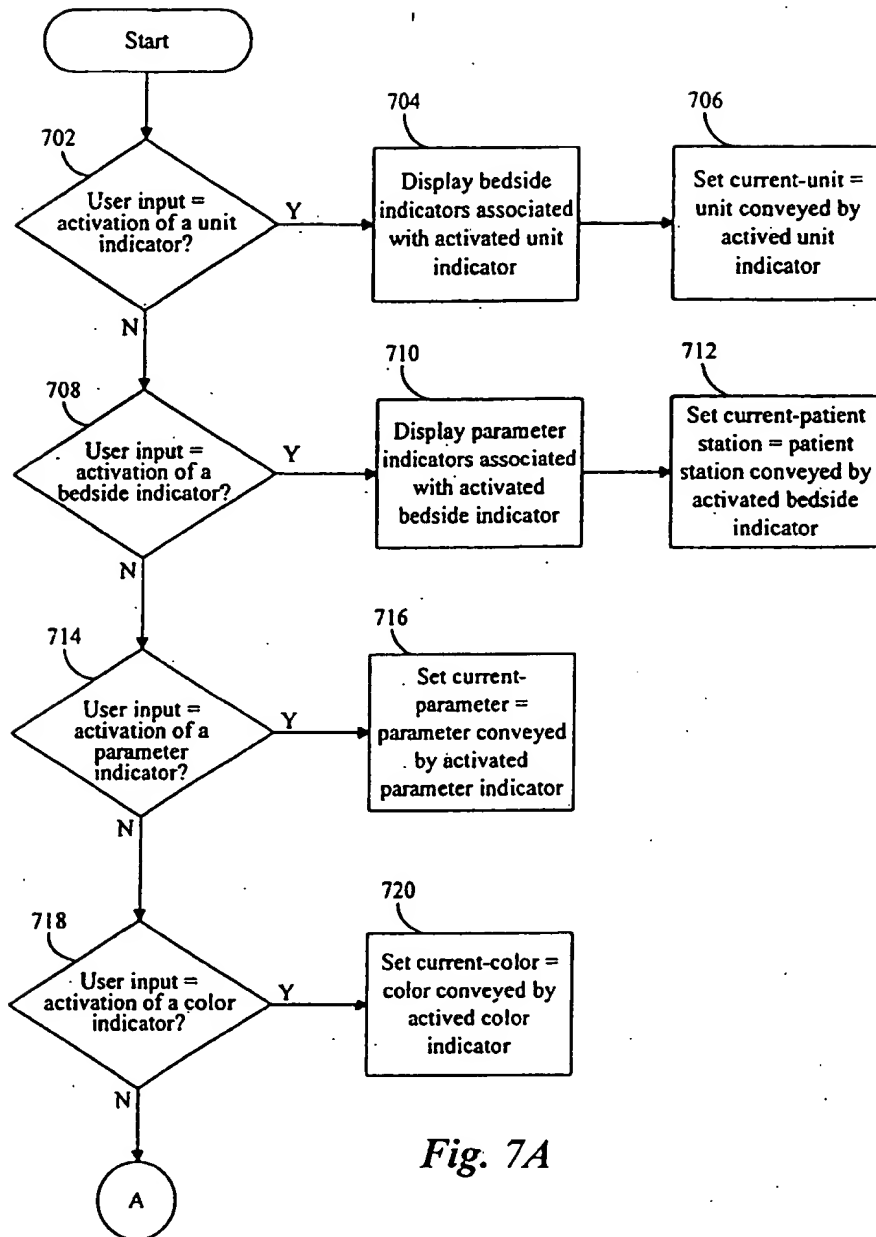 Start
702
User input =
activation of a unit
indicator?
Y
N
704
Display bedside
indicators associated
with activated unit
indicator
706
Set current-unit =
unit conveyed by
actived unit
indicator
708
User input =
activation of a
bedside indicator?
Y
N
710
Display parameter
indicators associated
with activated
bedside indicator
712
Set current-patient
station = patient
station conveyed by
activated bedside
indicator
714
User input =
activation of a
parameter
indicator?
Y
N
716
Set current-
parameter =
parameter conveyed
by activated
parameter indicator
718
User input =
activation of a color
indicator?
Y
N
720
Set current-color =
color conveyed by
actived color
indicator
A
Fig. 7A